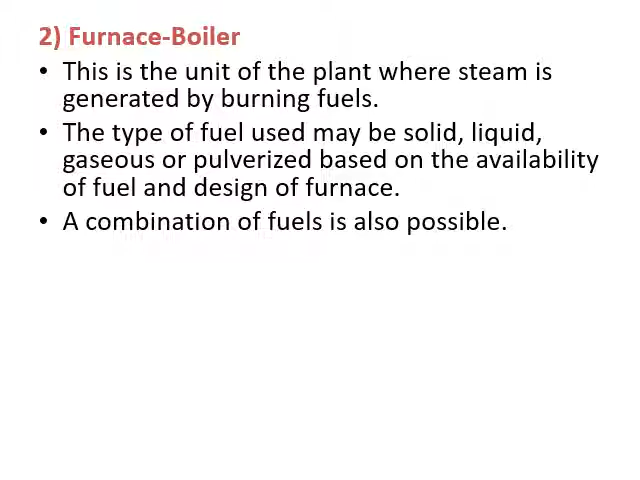 2) Furnace-Boiler
• This is the unit of the plant where steam is
generated by burning fuels.
• The type of fuel used may be solid, liquid,
gaseous or pulverized based on the availability
of fuel and design of furnace.
• A combination of fuels is also possible.